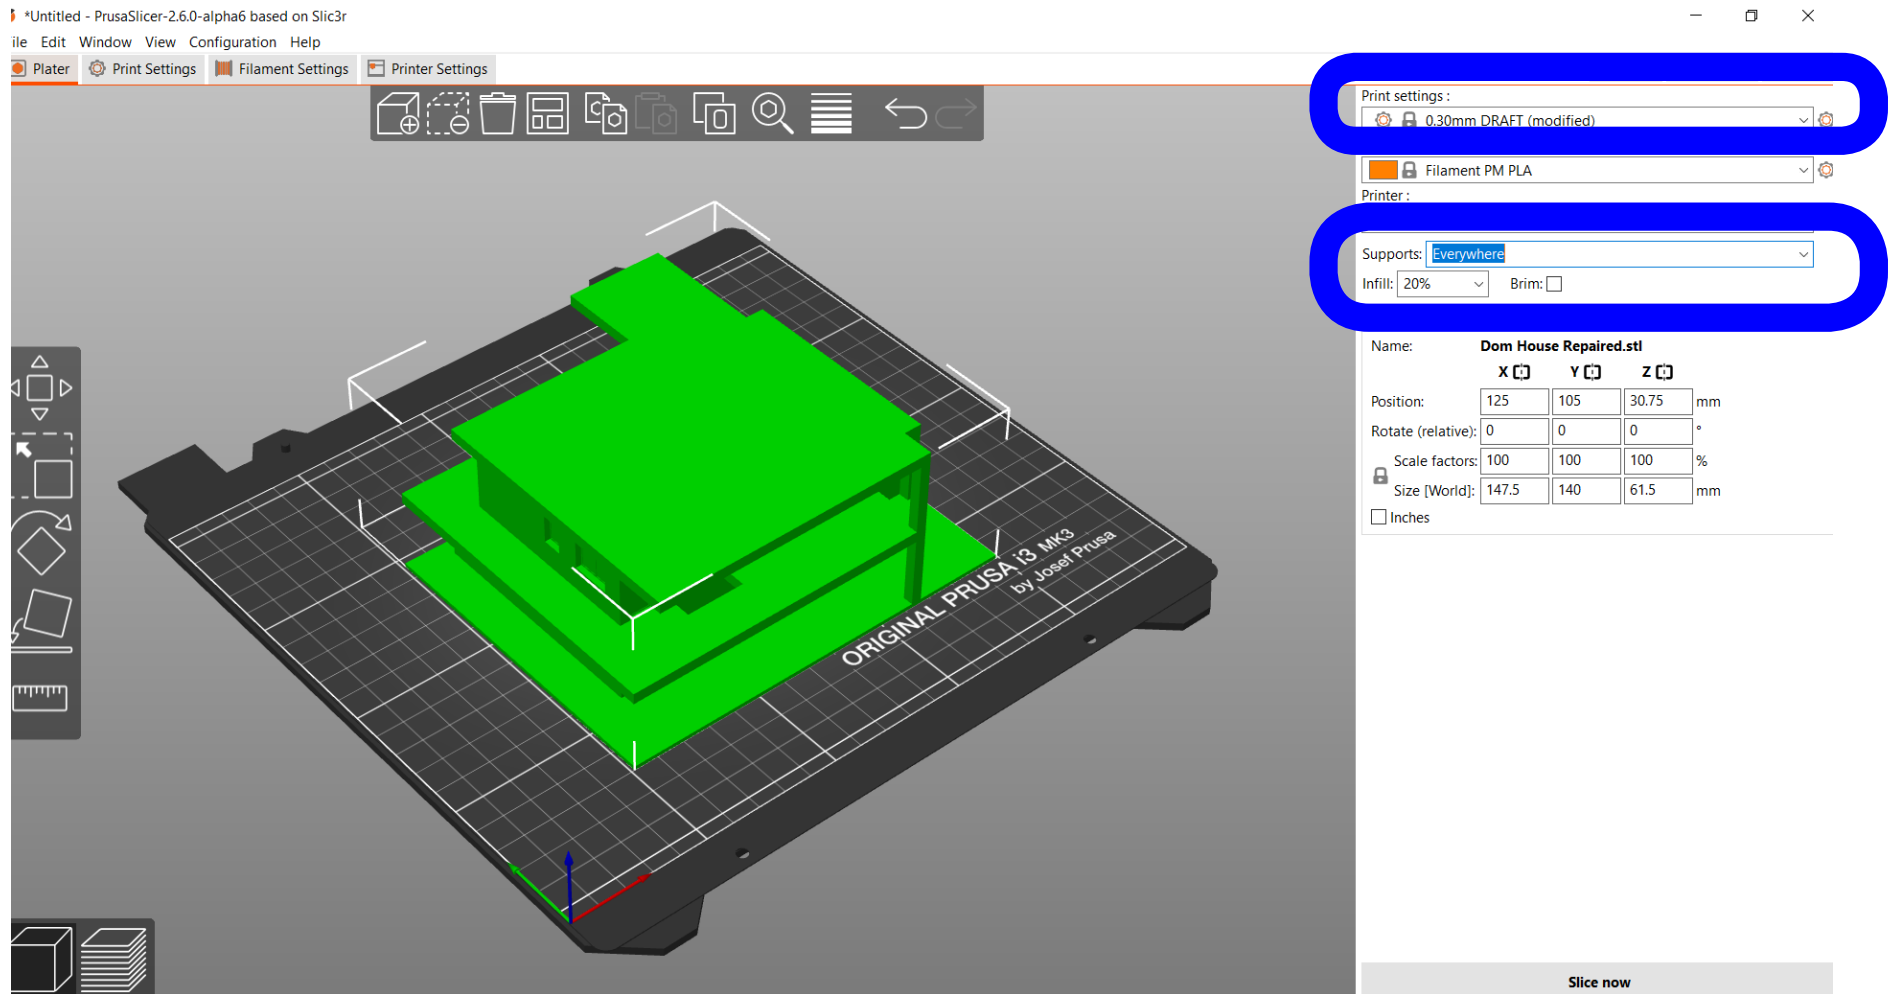 *Untitled - PrusaSlicer-2.6.0-alpha6 based on Slic3r
ile Edit Window View Configuration Help
Plater Print Settings Filament Settings Printer Settings
Print settings :
0.30mm DRAFT (modified)
Filament PM PLA
Printer :
Supports: Everywhere
Infill: 20% Brim:
Name: Dom House Repaired.stl
X Y Z
Position: 125 105 30.75 mm
Rotate (relative): 0 0 0 °
Scale factors: 100 100 100 %
Size [World]: 147.5 140 61.5 mm
Inches
ORIGINAL PRUSA i3 MK3
by Josef Prusa
Slice now